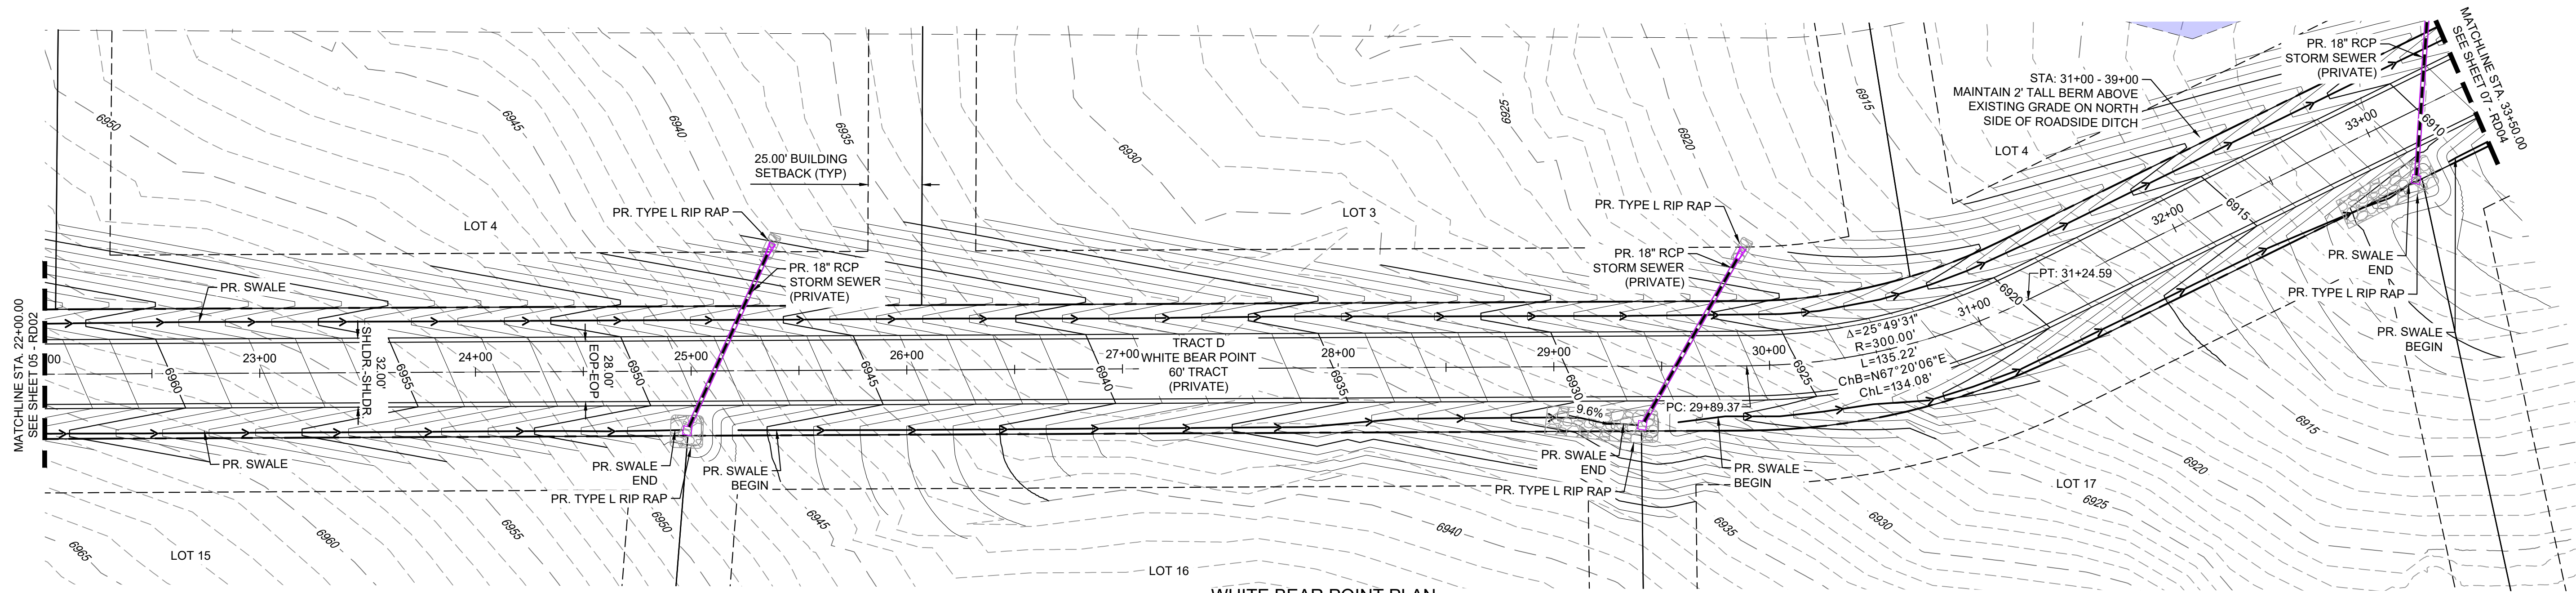 MATCHLINE STA. 22+00.00
SEE SHEET 05 - RD02
6950
6945
6940
6935
25.00' BUILDING
SETBACK (TYP)
6930
6925
6920
6915
STA: 31+00 - 39+00
MAINTAIN 2' TALL BERM ABOVE
EXISTING GRADE ON NORTH
SIDE OF ROADSIDE DITCH
PR. 18" RCP
STORM SEWER
(PRIVATE)
MATCHLINE STA. 33+50.00
SEE SHEET 07 - RD04
LOT 4
PR. TYPE L RIP RAP
LOT 3
PR. TYPE L RIP RAP
LOT 4
33+00
6910
32+00
6915
PR. SWALE
PR. 18" RCP
STORM SEWER
(PRIVATE)
PR. 18" RCP
STORM SEWER
(PRIVATE)
PT: 31+24.59
6920
31+00
PR. SWALE
END
PR. TYPE L RIP RAP
PR. SWALE
BEGIN
00
23+00
24+00
25+00
26+00
27+00
28+00
29+00
30+00
6960
SHLDR.-SHLDR.
32.00'
6955
EOP-EOP
28.00'
6950
6945
6940
TRACT D
WHITE BEAR POINT
60' TRACT
(PRIVATE)
6935
6930
9.6%
6925
Δ=25°49'31"
R=300.00'
L=135.22'
ChB=N67°20'06"E
ChL=134.08'
PC: 29+89.37
PR. SWALE
PR. SWALE
END
PR. TYPE L RIP RAP
PR. SWALE
BEGIN
PR. SWALE
END
PR. TYPE L RIP RAP
PR. SWALE
BEGIN
LOT 17
6915
6920
6925
6930
6935
6940
6945
6950
6955
6960
6965
LOT 15
LOT 16
WHITE BEAR POINT PLAN